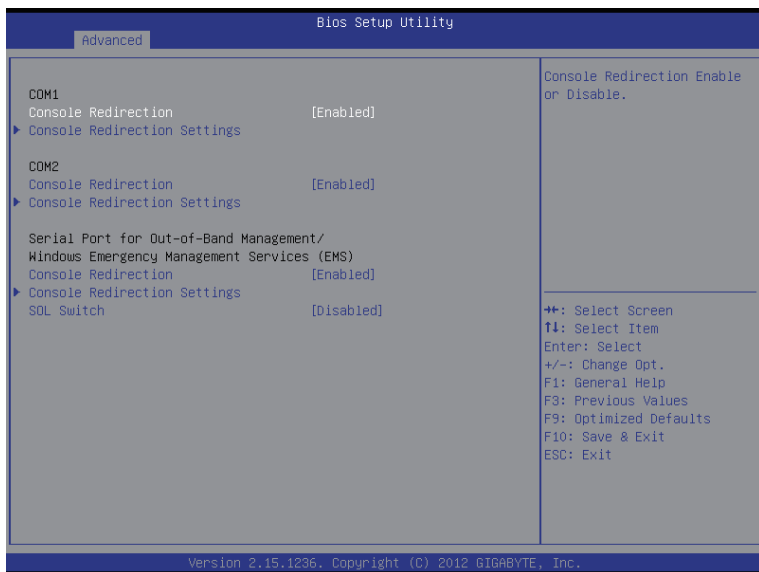 Bios Setup Utility
Advanced
COM1
Console Redirection [Enabled]
Console Redirection Settings
COM2
Console Redirection [Enabled]
Console Redirection Settings
Serial Port for Out-of-Band Management/
Windows Emergency Management Services (EMS)
Console Redirection [Enabled]
Console Redirection Settings
SOL Switch [Disabled]
Console Redirection Enable
or Disable.
→←: Select Screen
↑↓: Select Item
Enter: Select
+/-: Change Opt.
F1: General Help
F3: Previous Values
F9: Optimized Defaults
F10: Save & Exit
ESC: Exit
Version 2.15.1236. Copyright (C) 2012 GIGABYTE, Inc.